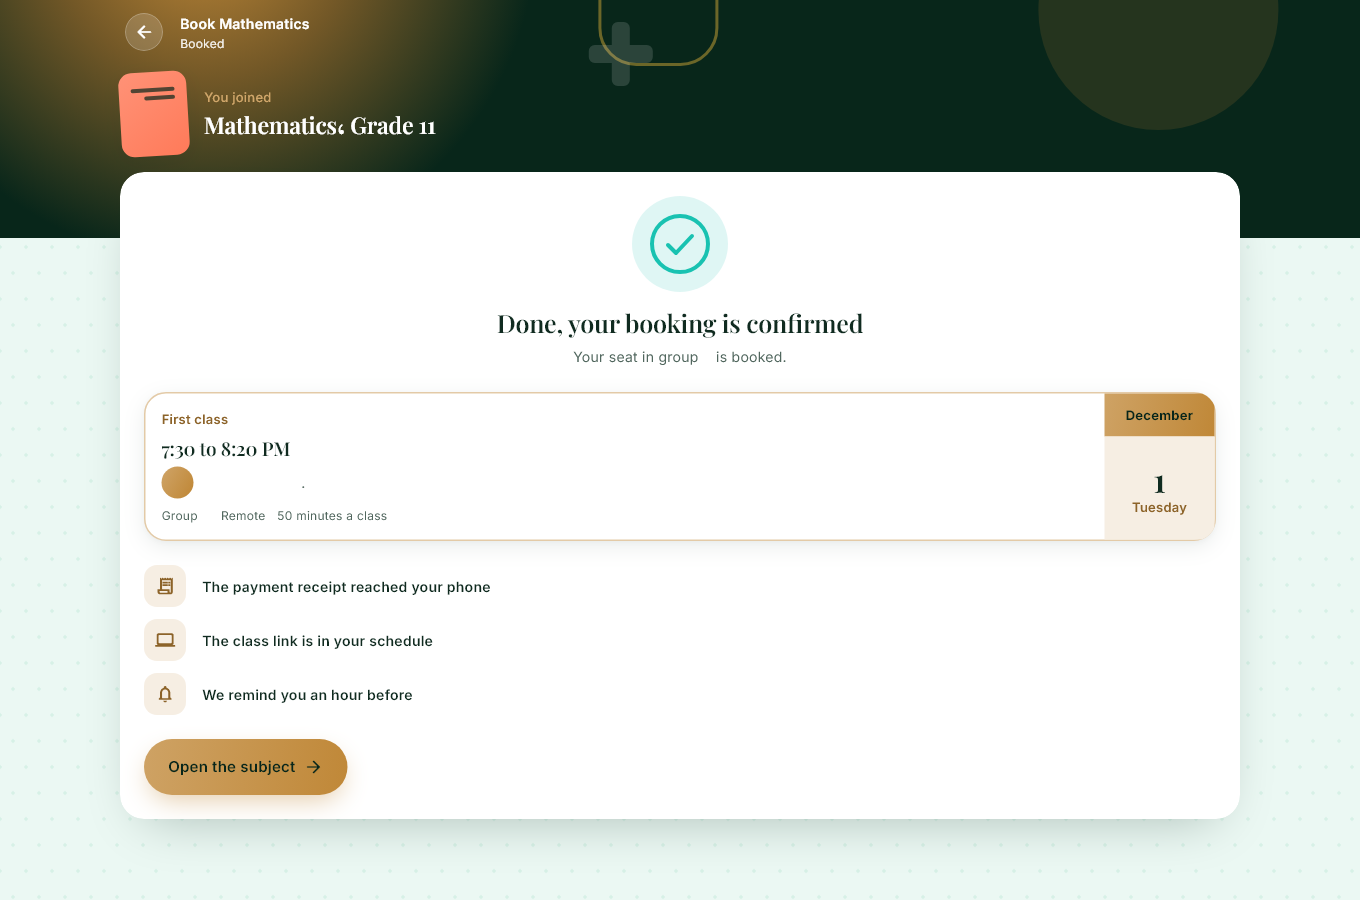 Book Mathematics
Booked
You joined
Mathematics، Grade 11
Done, your booking is confirmed
Your seat in group is booked.
First class
7:30 to 8:20 PM
.
Group Remote 50 minutes a class
December
1
Tuesday
The payment receipt reached your phone
The class link is in your schedule
We remind you an hour before
Open the subject